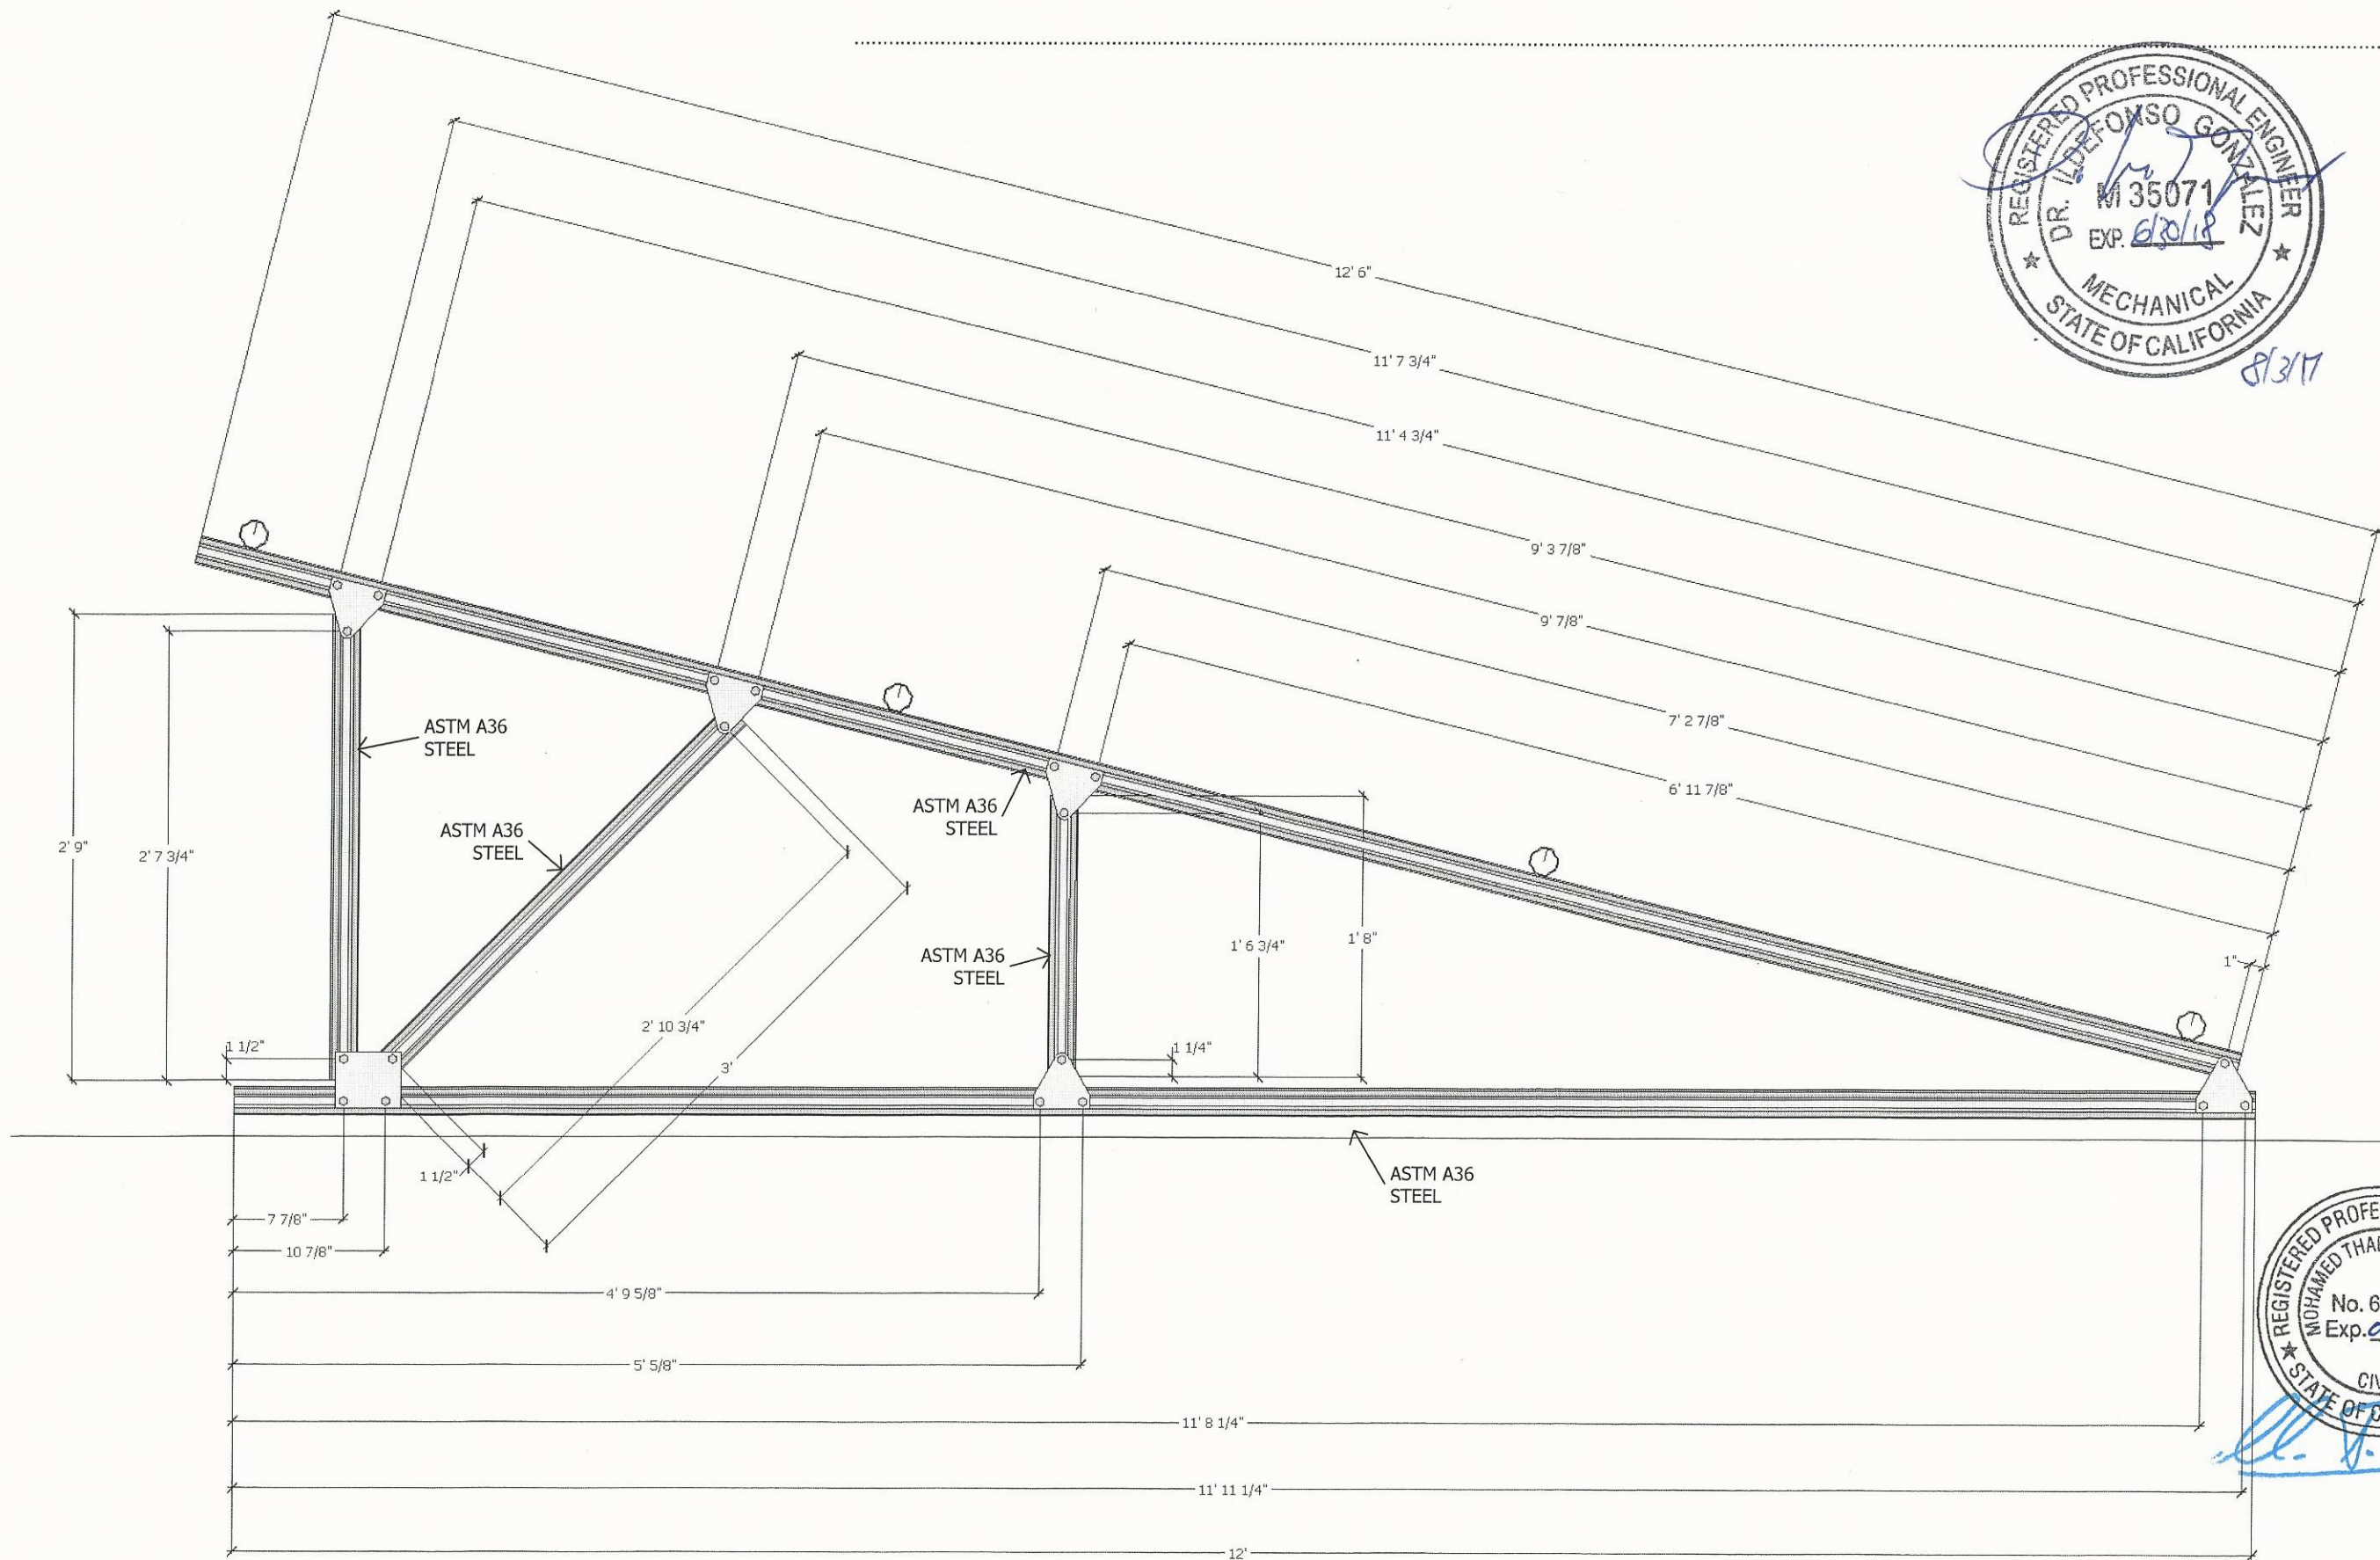 REGISTERED PROFESSIONAL ENGINEER
DR. ILDEFONSO GONZALEZ
M 35071
EXP. 6/30/18
MECHANICAL
STATE OF CALIFORNIA
8/3/17
12' 6"
11' 7 3/4"
11' 4 3/4"
9' 3 7/8"
9' 7/8"
7' 2 7/8"
6' 11 7/8"
1"
ASTM A36
STEEL
ASTM A36
STEEL
ASTM A36
STEEL
ASTM A36
STEEL
2' 9"
2' 7 3/4"
1' 6 3/4"
1' 8"
2' 10 3/4"
3'
1 1/2"
1 1/4"
1 1/2"
ASTM A36
STEEL
7 7/8"
10 7/8"
4' 9 5/8"
5' 5/8"
11' 8 1/4"
11' 11 1/4"
12'
REGISTERED PROFE
MOHAMED
No. 6
Exp.
STATE OF